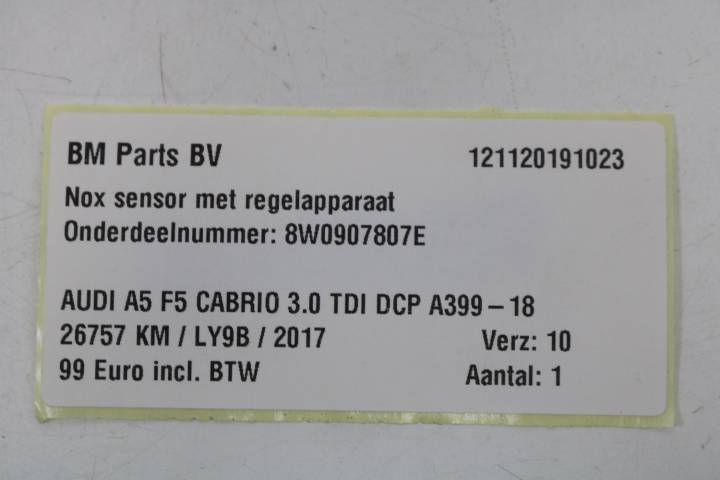 BM Parts BV 121120191023
Nox sensor met regelapparaat
Onderdeelnummer: 8W0907807E
AUDI A5 F5 CABRIO 3.0 TDI DCP A399 – 18
26757 KM / LY9B / 2017 Verz: 10
99 Euro incl. BTW Aantal: 1